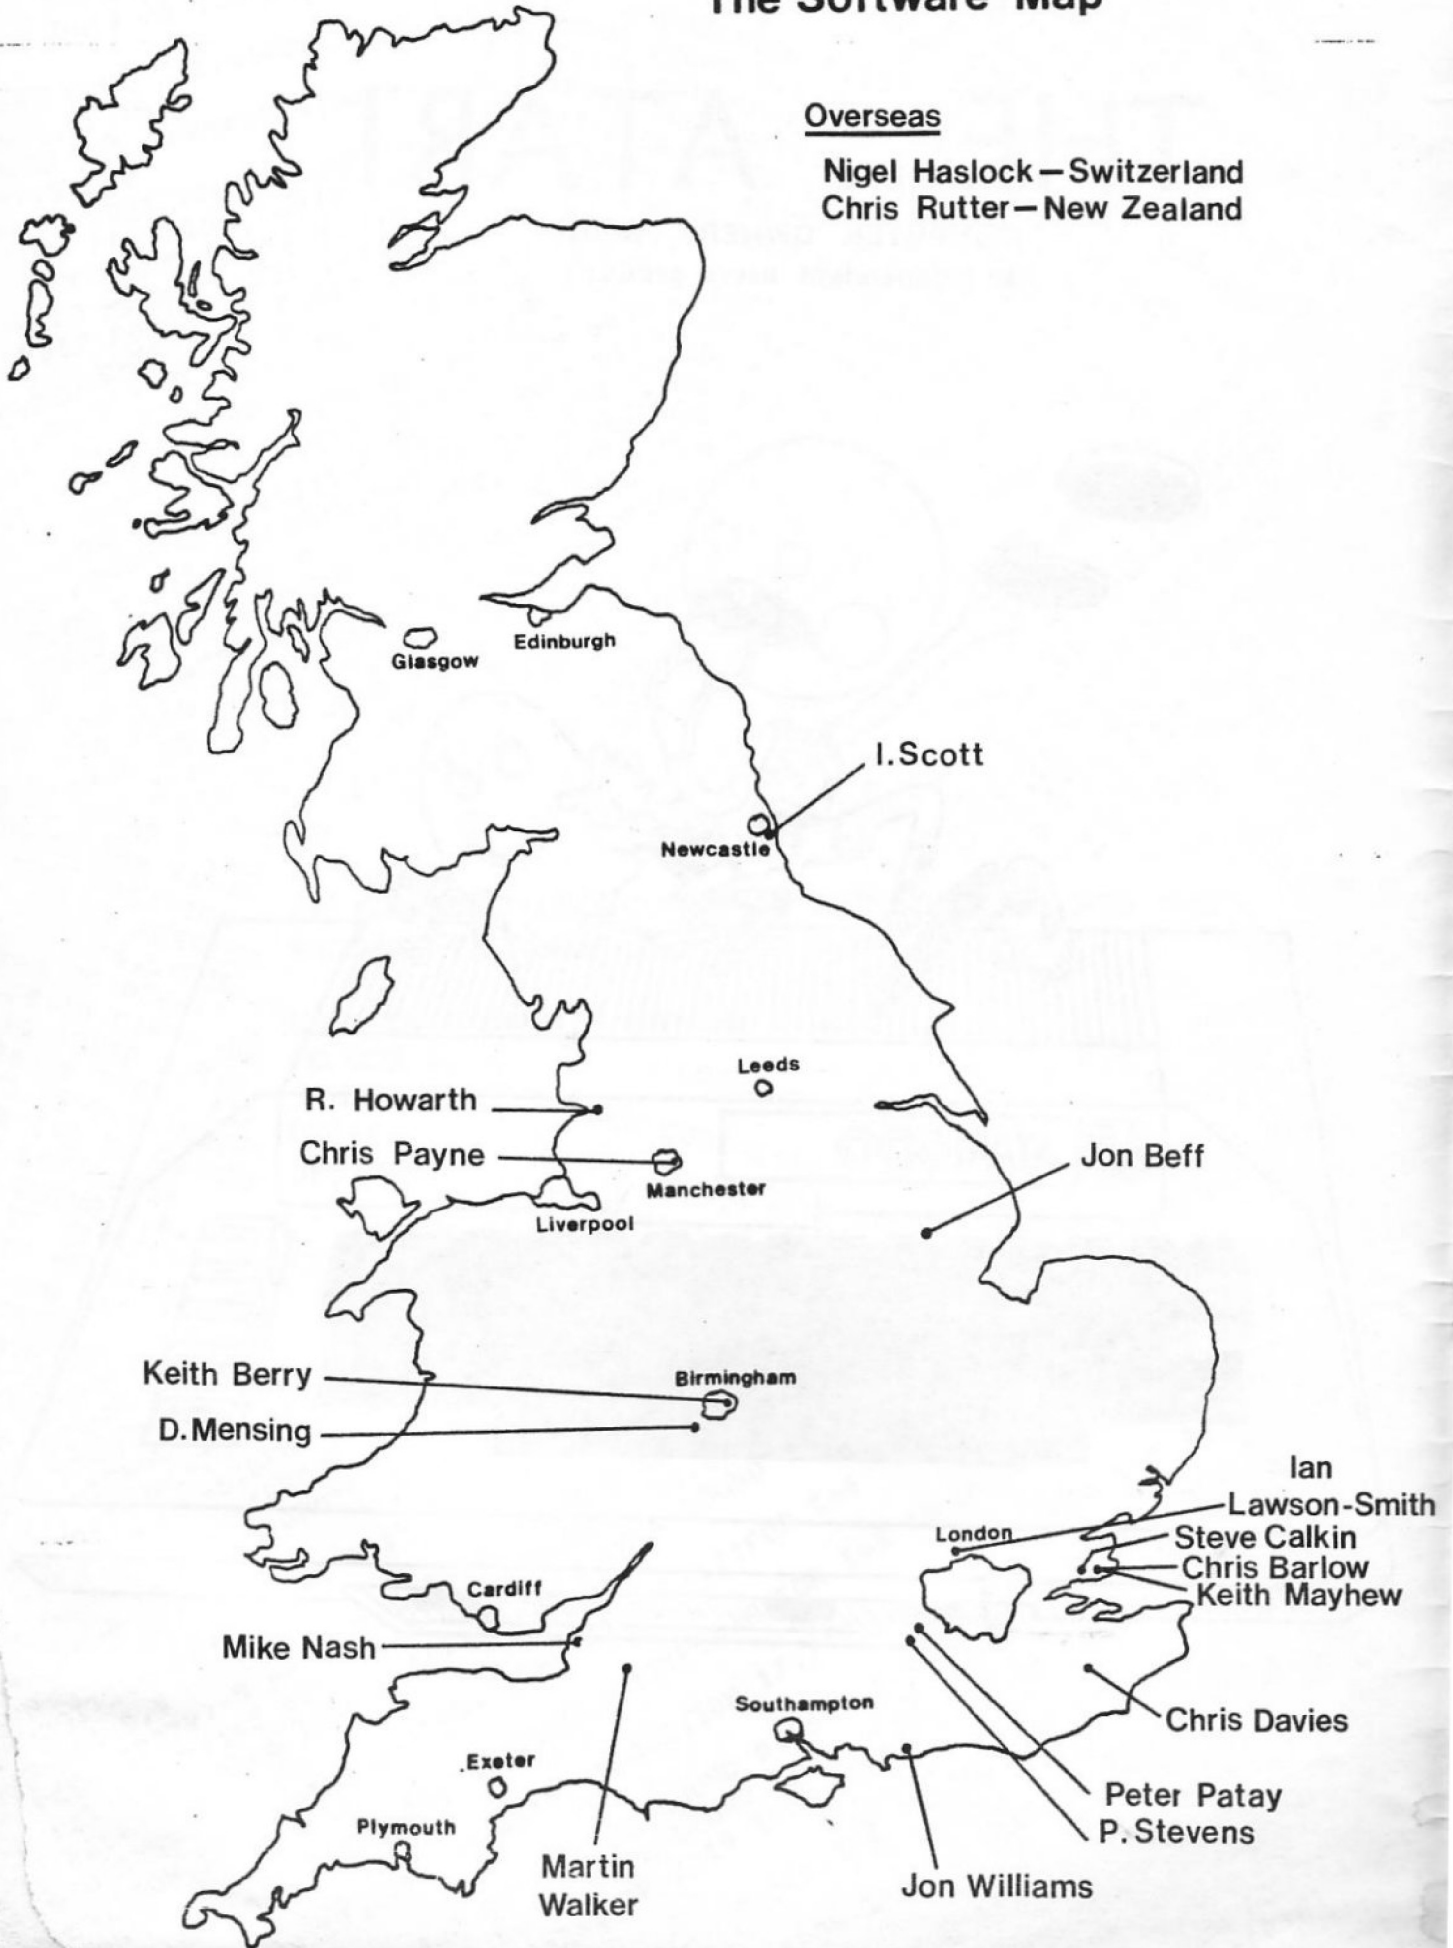 The Software Map
Overseas
Nigel Haslock—Switzerland
Chris Rutter—New Zealand
Edinburgh
Glasgow
I.Scott
Newcastle
Leeds
R. Howarth
Chris Payne
Jon Beff
Manchester
Liverpool
Keith Berry
Birmingham
D.Mensing
Ian
Lawson-Smith
London
Steve Calkin
Chris Barlow
Keith Mayhew
Cardiff
Mike Nash
Southampton
Chris Davies
Exeter
Peter Patay
Plymouth
P.Stevens
Martin
Walker
Jon Williams